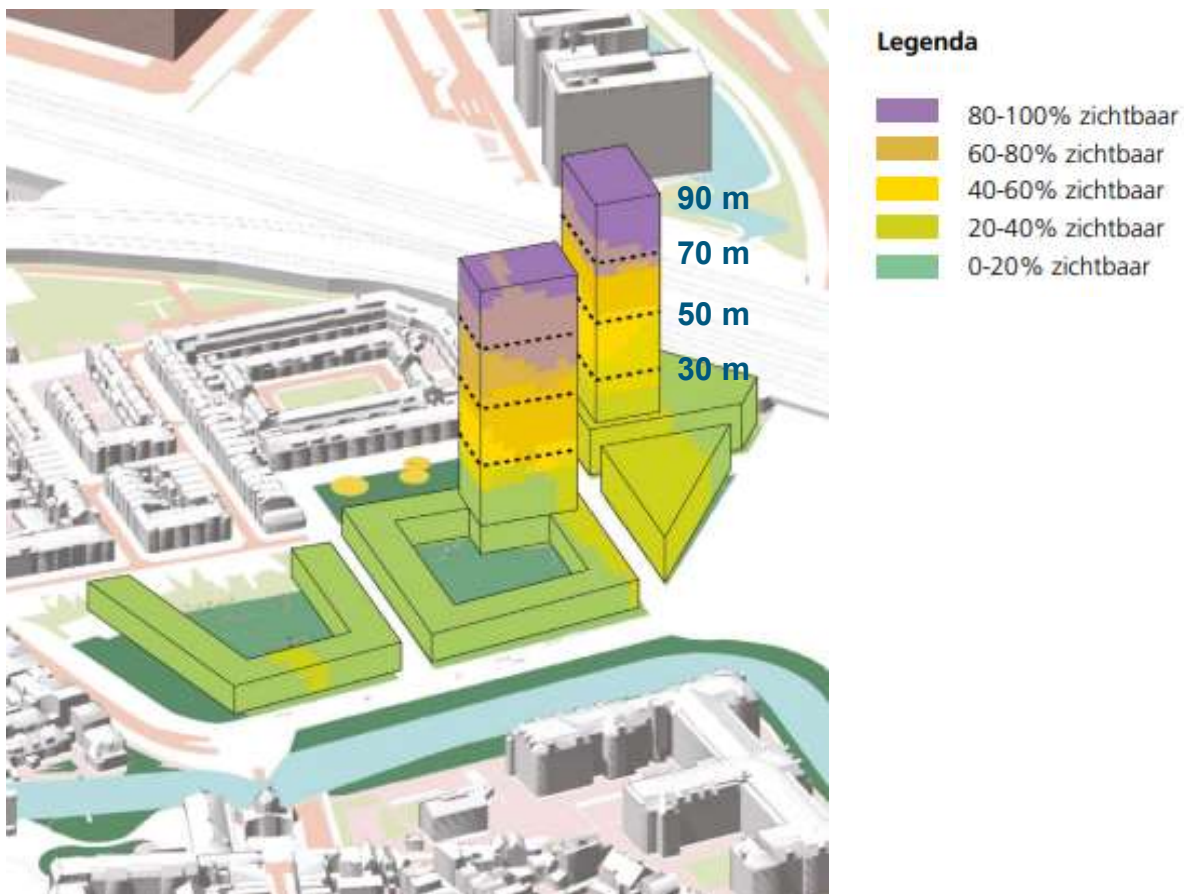 Legenda
80-100% zichtbaar
60-80% zichtbaar
40-60% zichtbaar
20-40% zichtbaar
0-20% zichtbaar
90 m
70 m
50 m
30 m